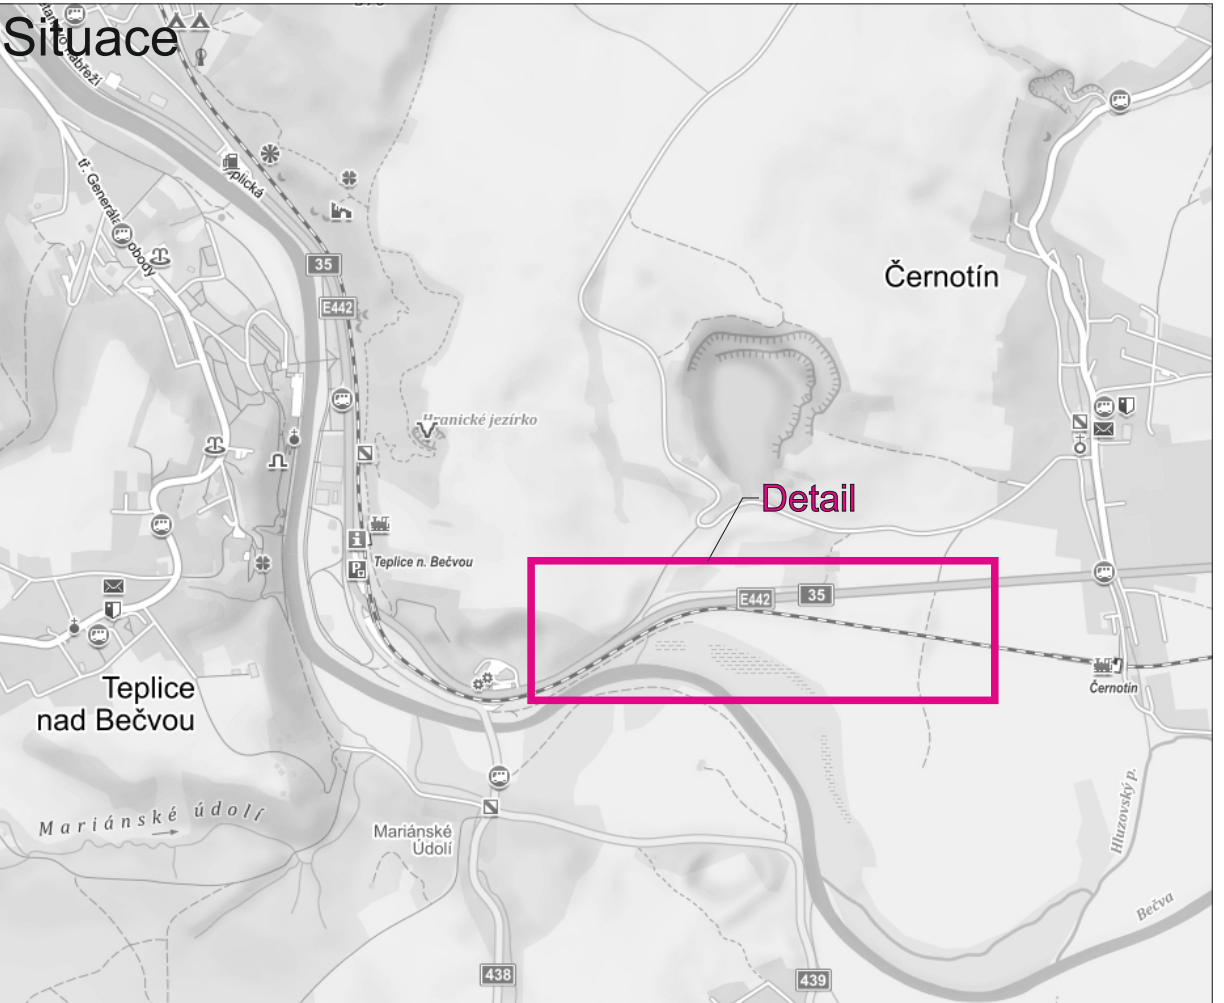 Situace
nábřeží
Teplická
tř. Generála Svobody
35
E442
Černotín
Hranické jezírko
Detail
i
Teplice n. Bečvou
P
E442
35
Černotín
Teplice
nad Bečvou
Mariánské údolí
Mariánské
Údolí
Hluzovský p.
Bečva
438
439